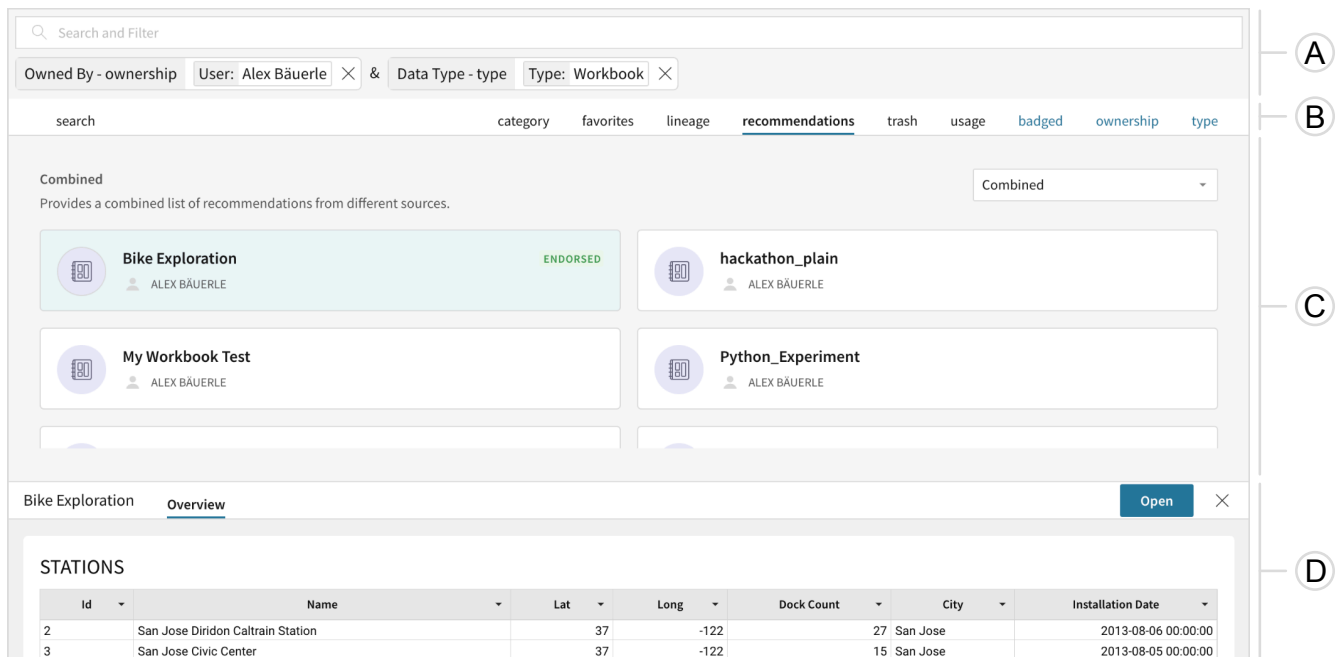 Search and Filter
A
Owned By - ownership User: Alex Bäuerle & Data Type - type Type: Workbook
search category favorites lineage recommendations trash usage badged ownership type
B
Combined Combined
Provides a combined list of recommendations from different sources.
Bike Exploration ENDORSED hackathon_plain
ALEX BÄUERLE ALEX BÄUERLE
C
My Workbook Test Python_Experiment
ALEX BÄUERLE ALEX BÄUERLE
Bike Exploration Overview Open
STATIONS
D
Id Name Lat Long Dock Count City Installation Date
2 San Jose Diridon Caltrain Station 37 -122 27 San Jose 2013-08-06 00:00:00
3 San Jose Civic Center 37 -122 15 San Jose 2013-08-05 00:00:00